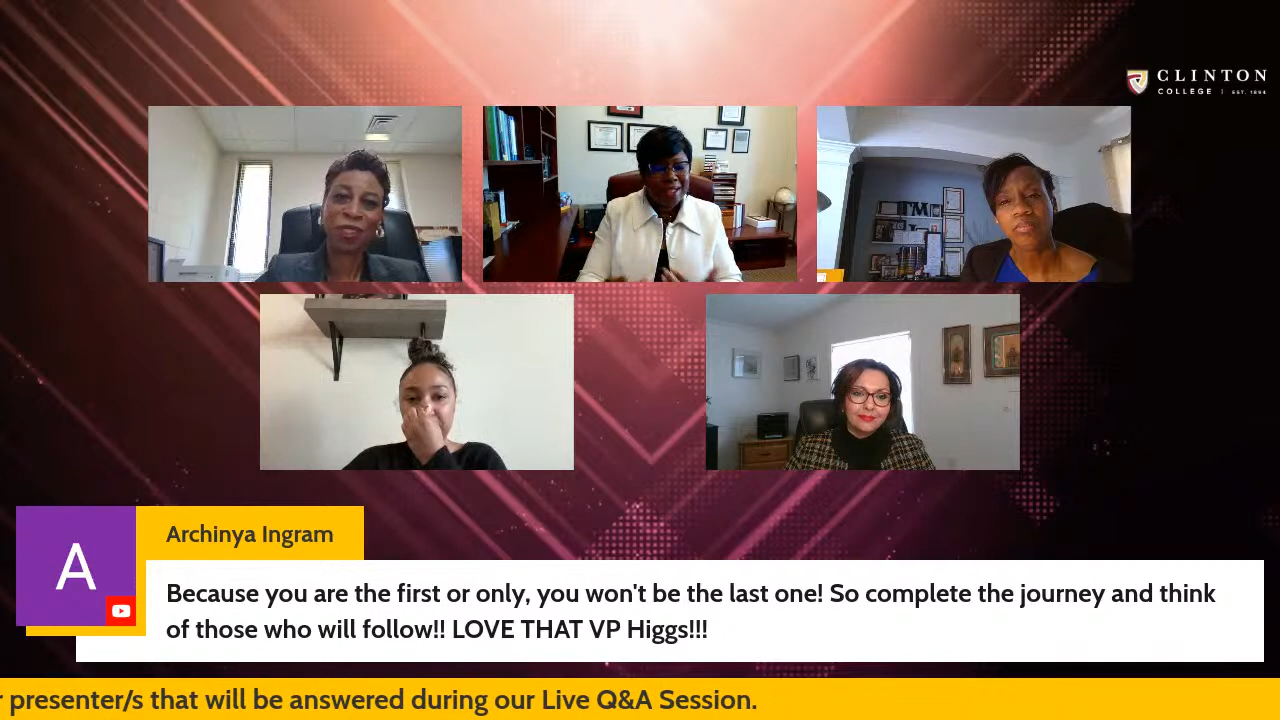 CLINTON
COLLEGE | EST. 1894
A
Archinya Ingram
Because you are the first or only, you won't be the last one! So complete the journey and think
of those who will follow!! LOVE THAT VP Higgs!!!
presenter/s that will be answered during our Live Q&A Session.